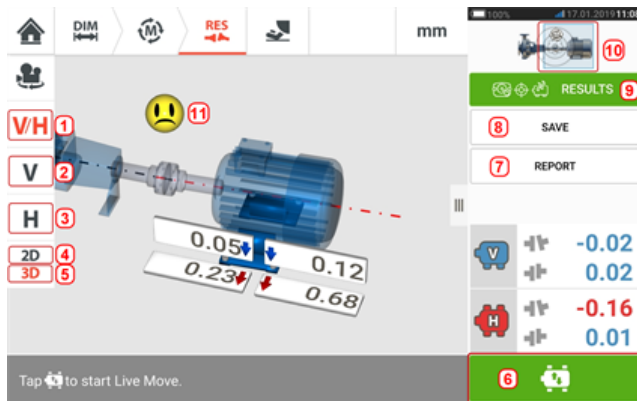 DIM
M
RES
mm
100%
17.01.2019 11:0
10
RESULTS 9
V/H 1
11
8 SAVE
V 2
7 REPORT
H 3
2D 4
3D 5
0.05
0.12
0.23
0.68
V
-0.02
0.02
H
-0.16
0.01
Tap to start Live Move.
6